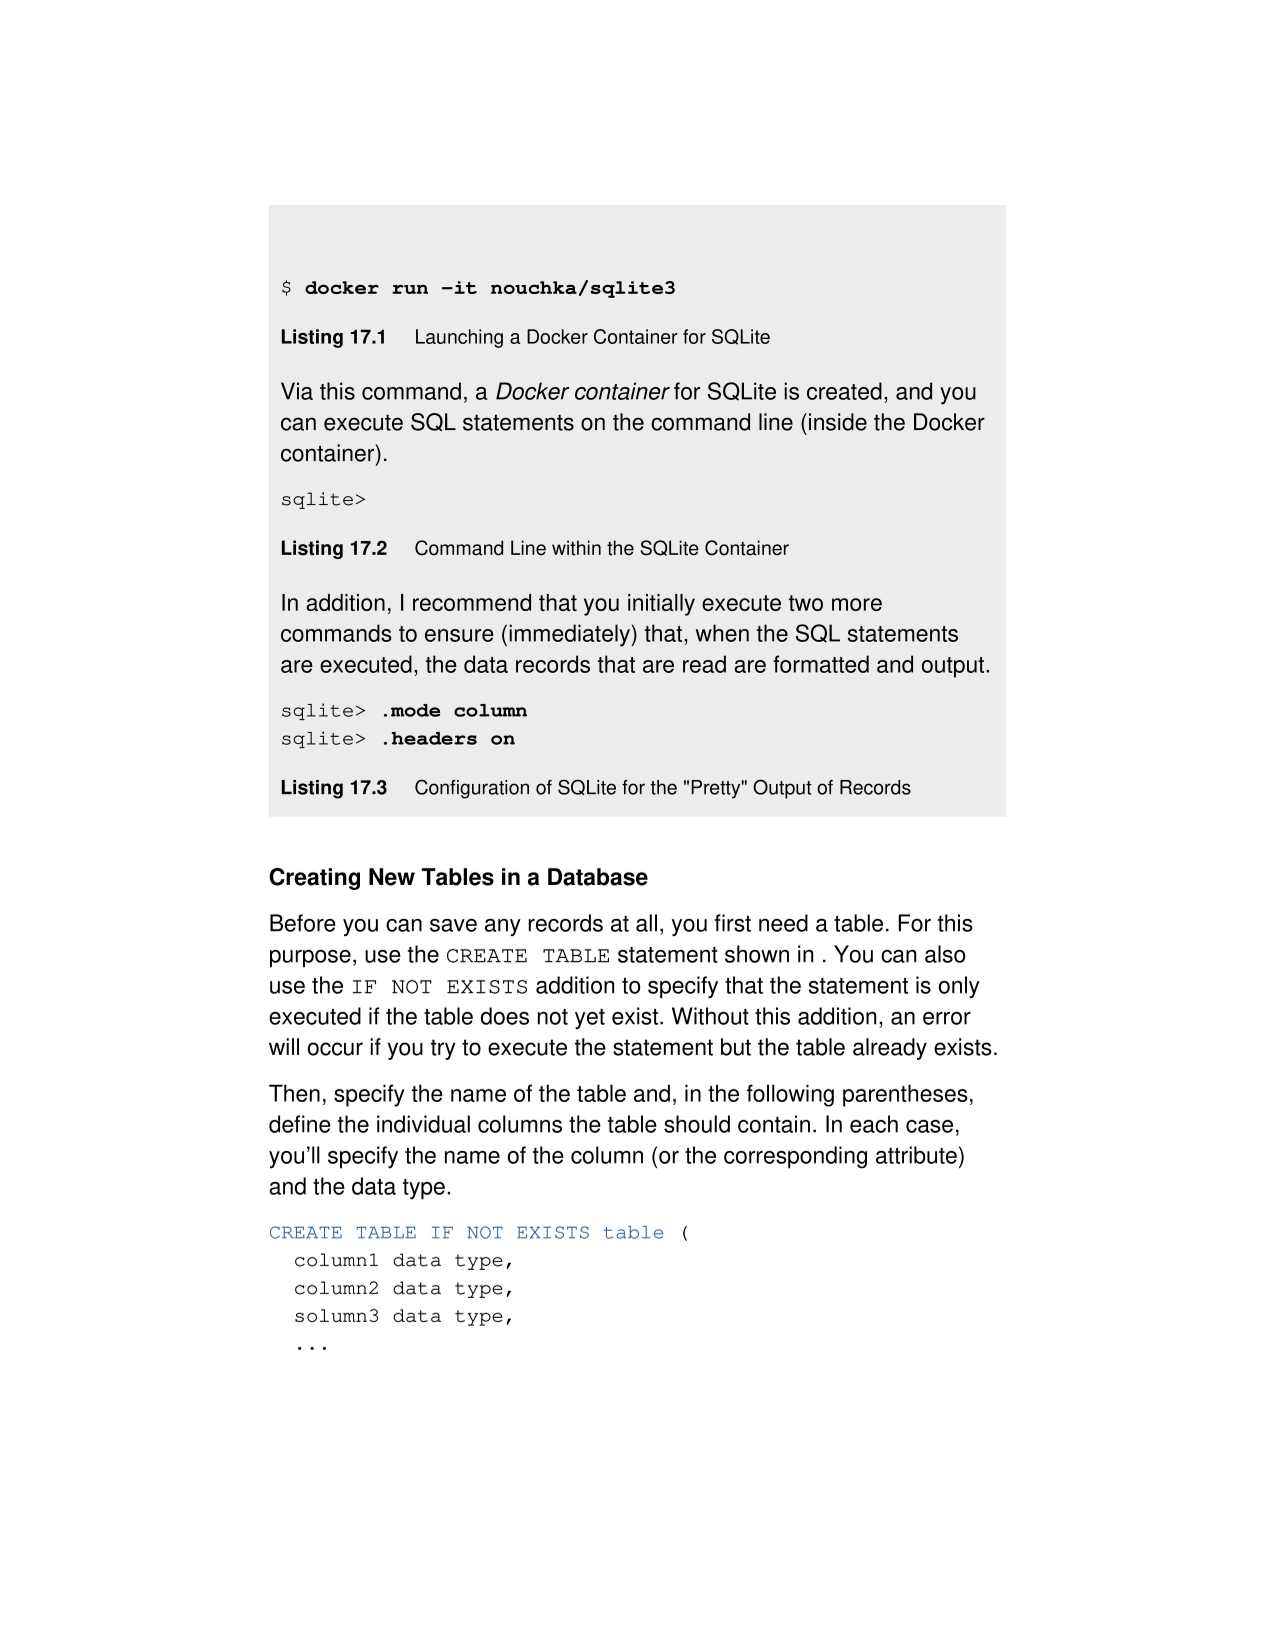 $ docker run -it nouchka/sqlite3
Listing 17.1 Launching a Docker Container for SQLite
Via this command, a Docker container for SQLite is created, and you
can execute SQL statements on the command line (inside the Docker
container).
sqlite>
Listing 17.2 Command Line within the SQLite Container
In addition, I recommend that you initially execute two more
commands to ensure (immediately) that, when the SQL statements
are executed, the data records that are read are formatted and output.
sqlite> .mode column
sqlite> .headers on
Listing 17.3 Configuration of SQLite for the "Pretty" Output of Records
Creating New Tables in a Database
Before you can save any records at all, you first need a table. For this
purpose, use the CREATE TABLE statement shown in . You can also
use the IF NOT EXISTS addition to specify that the statement is only
executed if the table does not yet exist. Without this addition, an error
will occur if you try to execute the statement but the table already exists.
Then, specify the name of the table and, in the following parentheses,
define the individual columns the table should contain. In each case,
you’ll specify the name of the column (or the corresponding attribute)
and the data type.
CREATE TABLE IF NOT EXISTS table (
column1 data type,
column2 data type,
solumn3 data type,
...